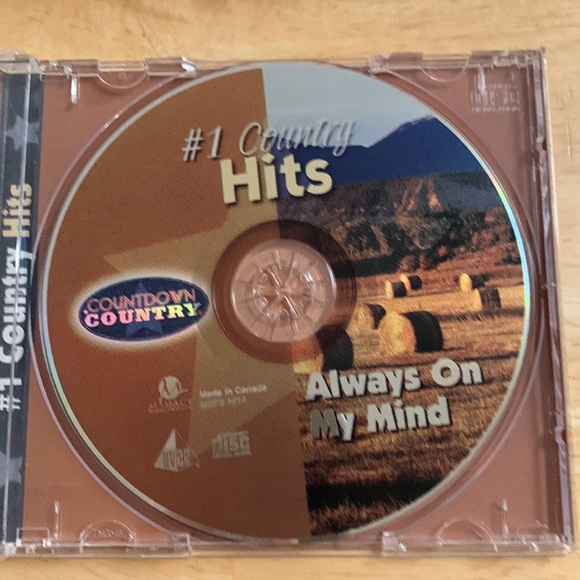 #1 Country
Hits
COUNTDOWN
COUNTRY
Made in Canada
Always On
My Mind
#1 Country Hits